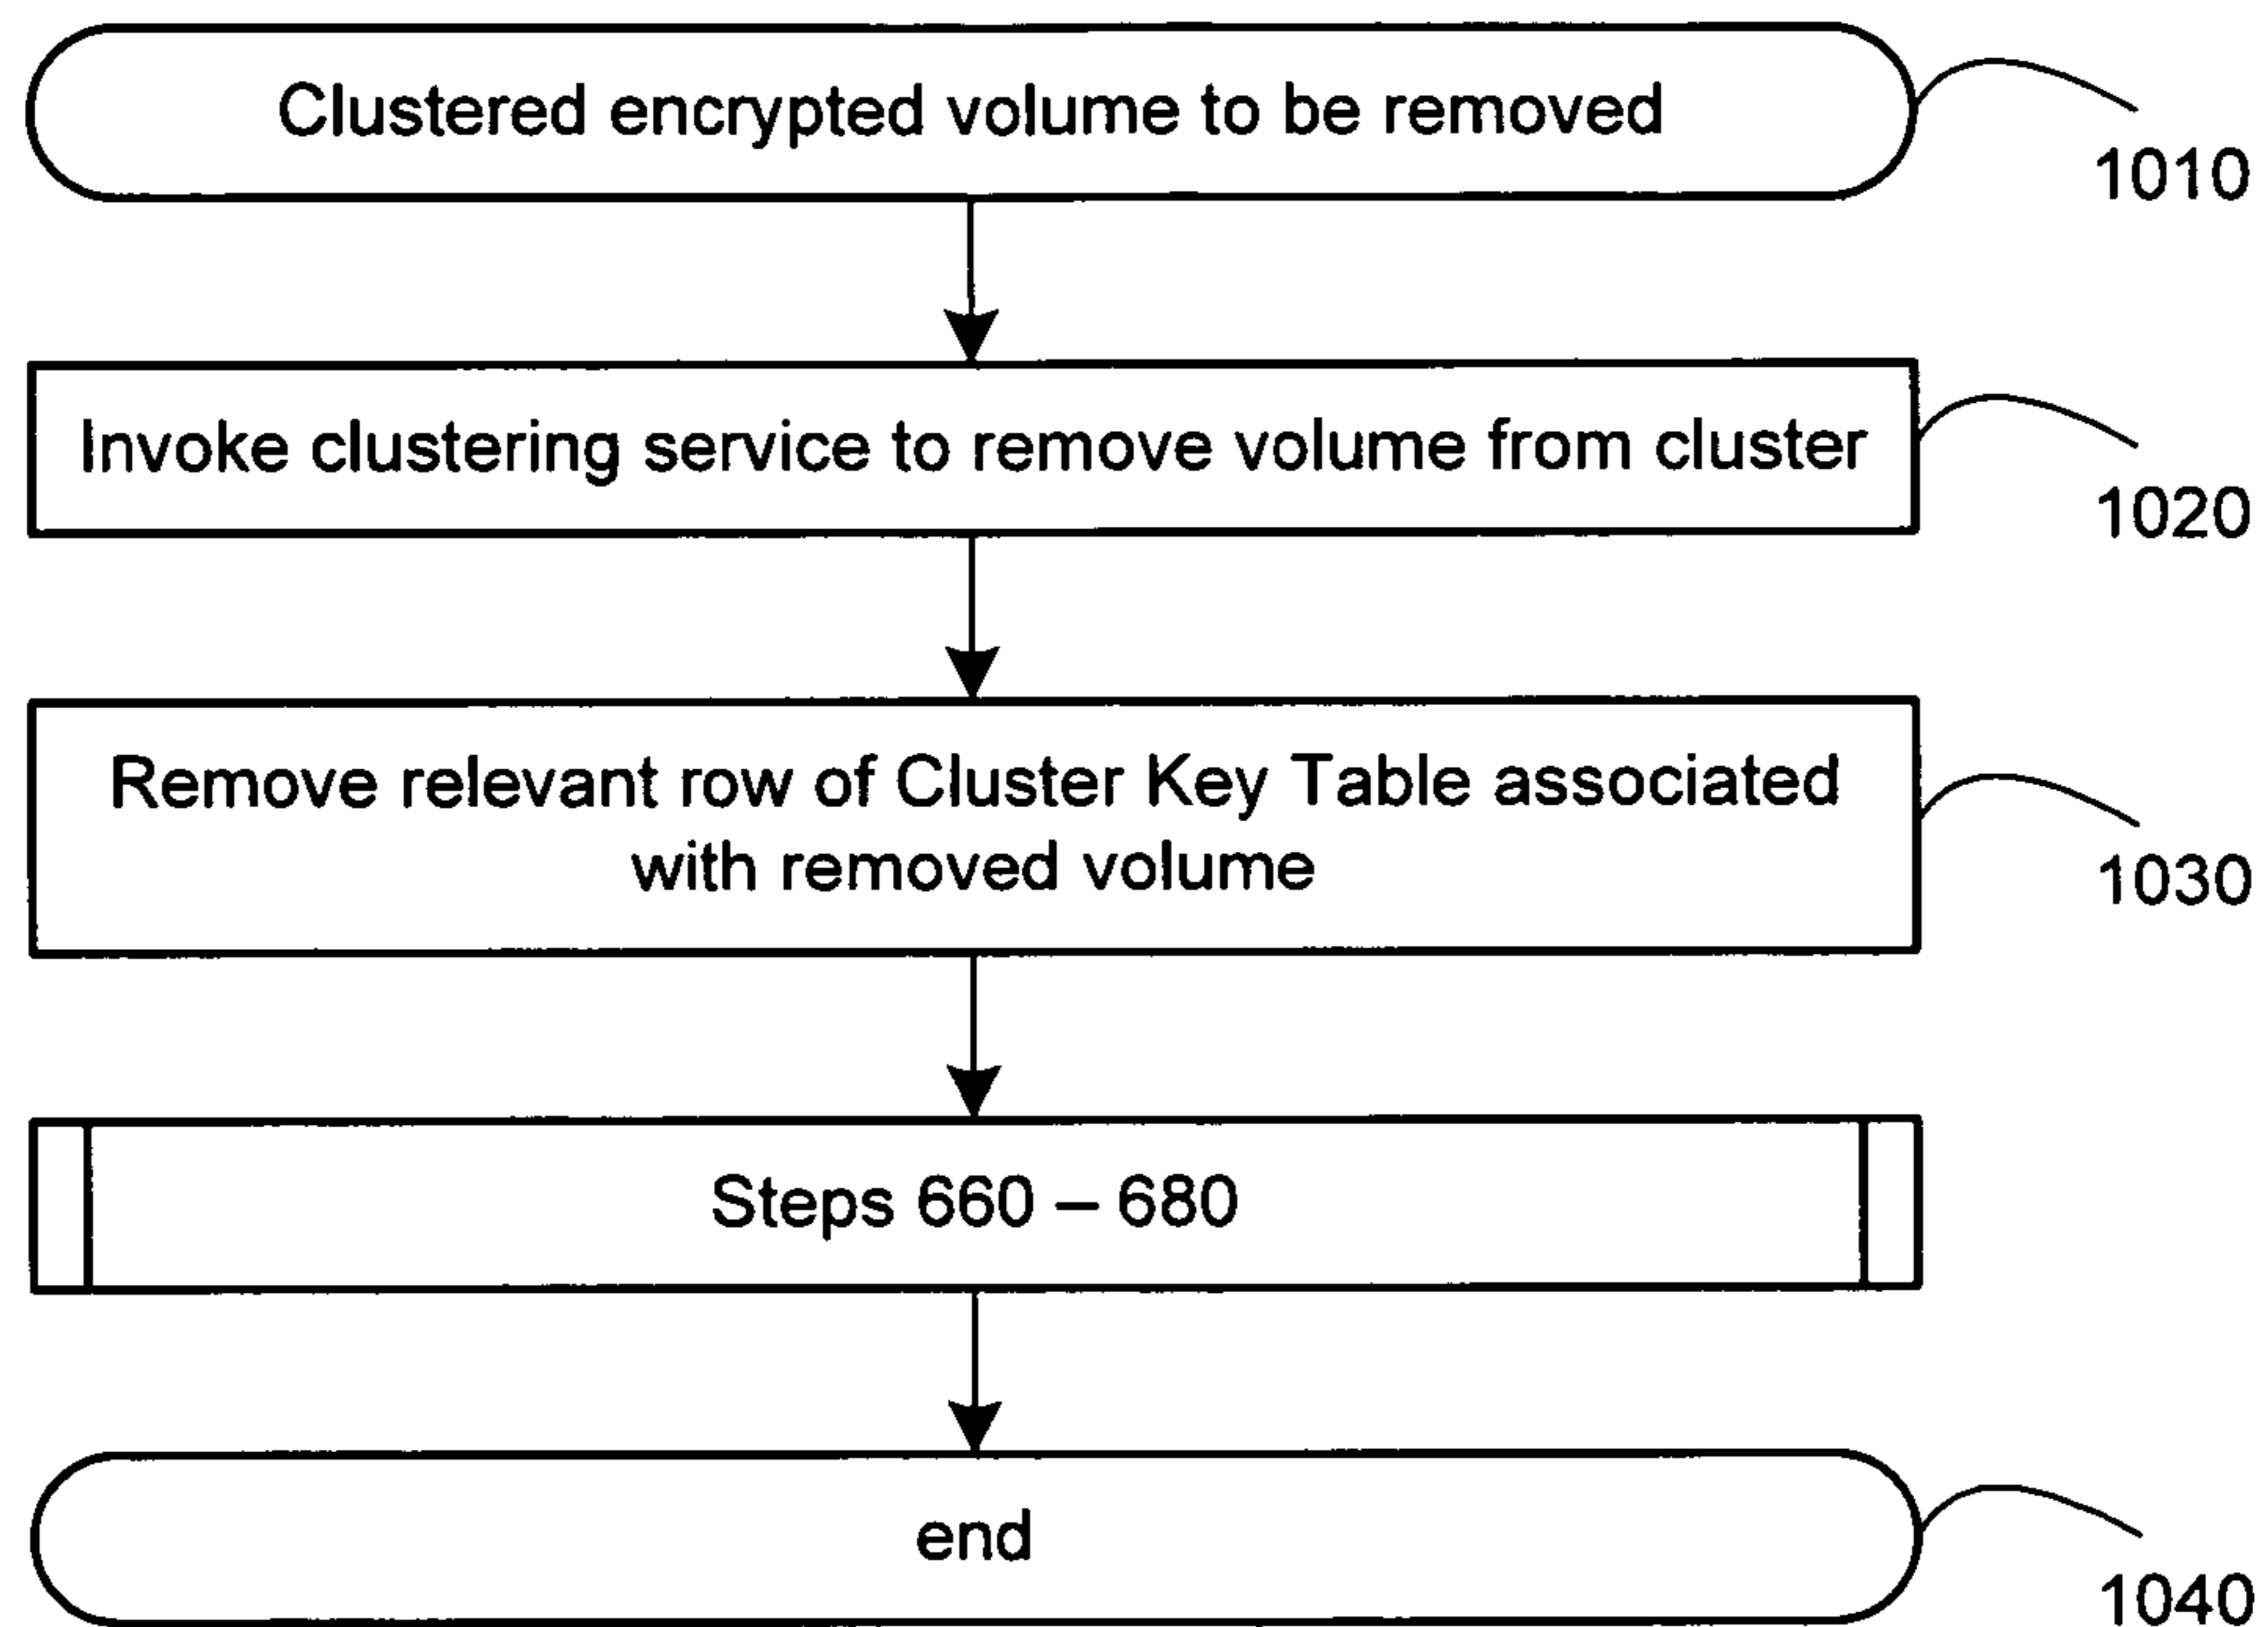 Clustered encrypted volume to be removed
1010
Invoke clustering service to remove volume from cluster
1020
Remove relevant row of Cluster Key Table associated
with removed volume
1030
Steps 660 – 680
end
1040